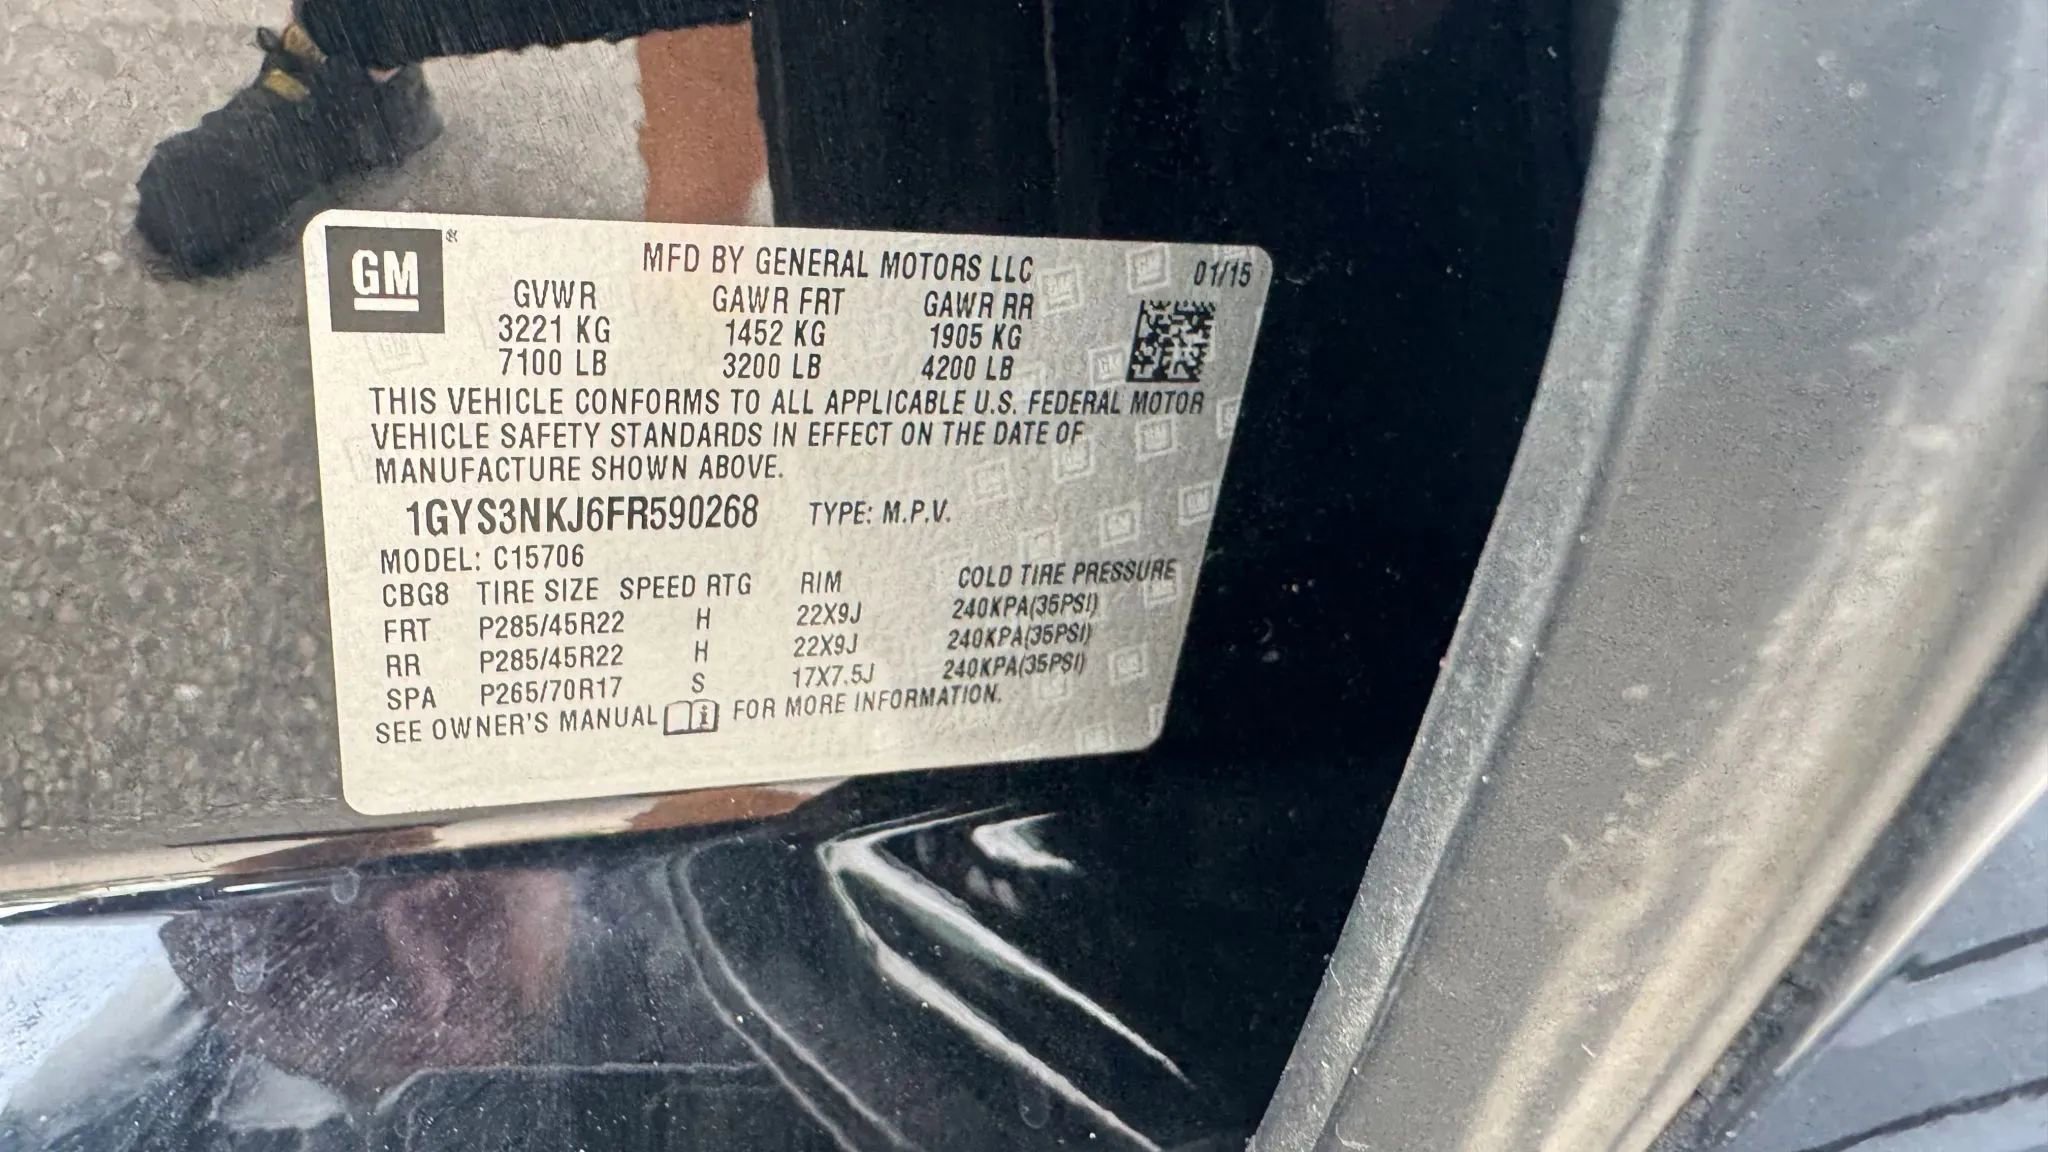 GM®
MFD BY GENERAL MOTORS LLC 01/15
GVWR GAWR FRT GAWR RR
3221 KG 1452 KG 1905 KG
7100 LB 3200 LB 4200 LB
THIS VEHICLE CONFORMS TO ALL APPLICABLE U.S. FEDERAL MOTOR
VEHICLE SAFETY STANDARDS IN EFFECT ON THE DATE OF
MANUFACTURE SHOWN ABOVE.
1GYS3NKJ6FR590268 TYPE: M.P.V.
MODEL: C15706
CBG8 TIRE SIZE SPEED RTG RIM COLD TIRE PRESSURE
FRT P285/45R22 H 22X9J 240KPA(35PSI)
RR P285/45R22 H 22X9J 240KPA(35PSI)
SPA P265/70R17 S 17X7.5J 240KPA(35PSI)
SEE OWNER'S MANUAL FOR MORE INFORMATION.